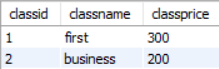 classid classname classprice
1 first 300
2 business 200